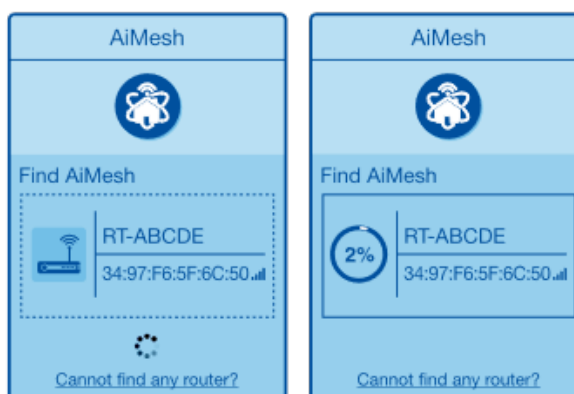 AiMesh
Find AiMesh
RT-ABCDE
34:97:F6:5F:6C:50
Cannot find any router?
AiMesh
Find AiMesh
2%
RT-ABCDE
34:97:F6:5F:6C:50
Cannot find any router?